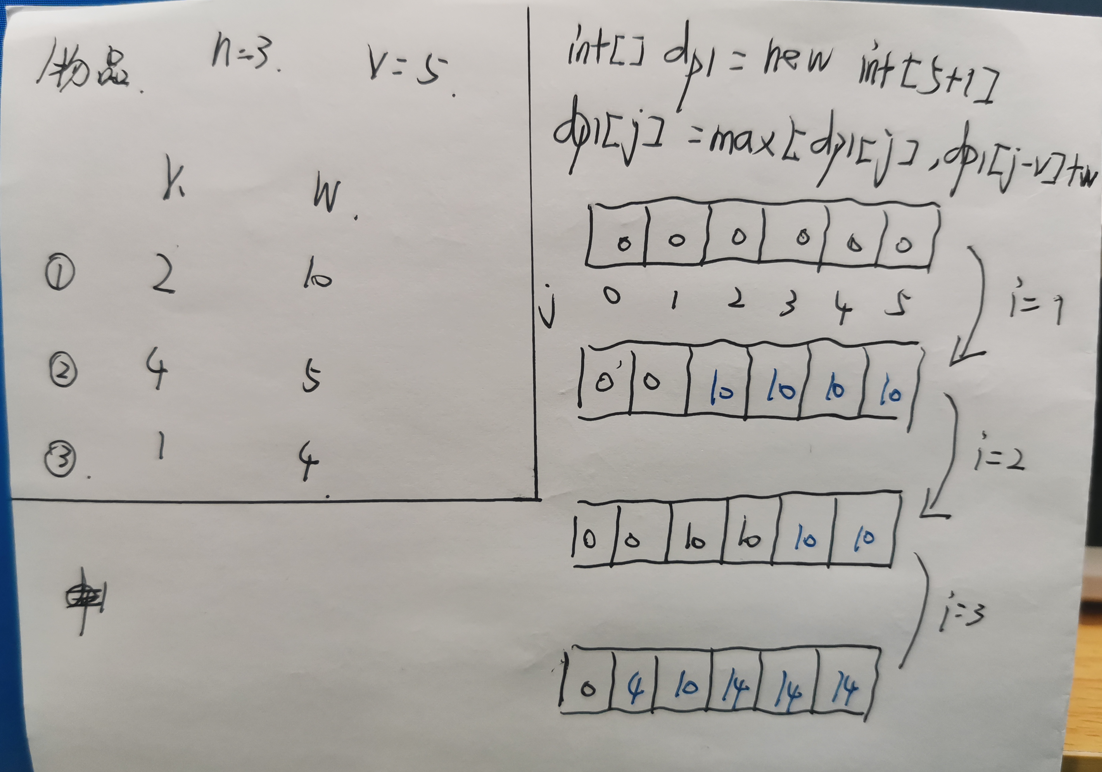 物品. n=3. V=5.
V. W.
① 2 10
② 4 5
③. 1 4.
int[] dp1 = new int[5+1]
dp1[j] = max[dp1[j], dp1[j-v]+w
0 0 0 0 0 0
j 0 1 2 3 4 5
i=1
0 0 10 10 10 10
i=2
0 0 10 10 10 10
i=3
0 4 10 14 14 14